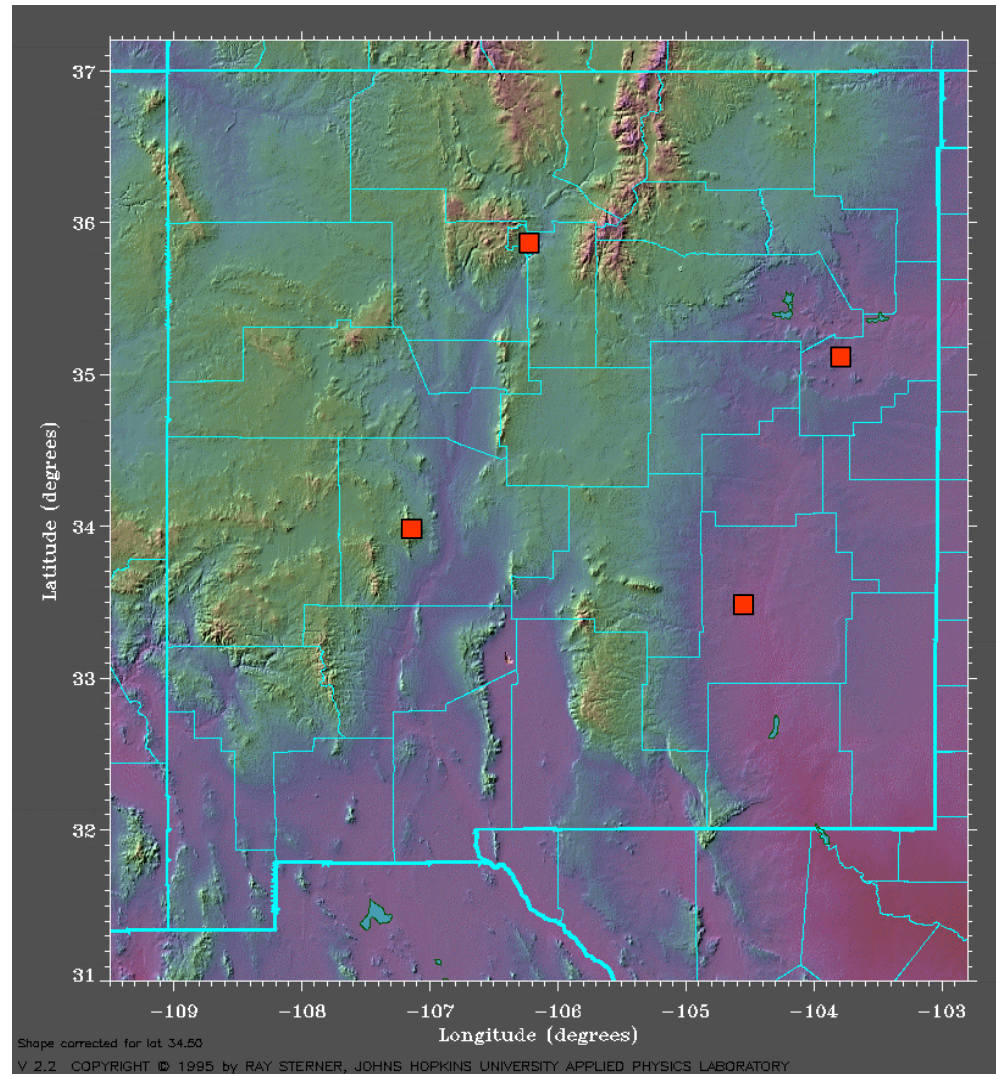 37
36
35
34
33
32
31
Latitude (degrees)
-109 -108 -107 -106 -105 -104 -103
Longitude (degrees)
Shape corrected for lat 34.50
V 2.2 COPYRIGHT © 1995 by RAY STERNER, JOHNS HOPKINS UNIVERSITY APPLIED PHYSICS LABORATORY